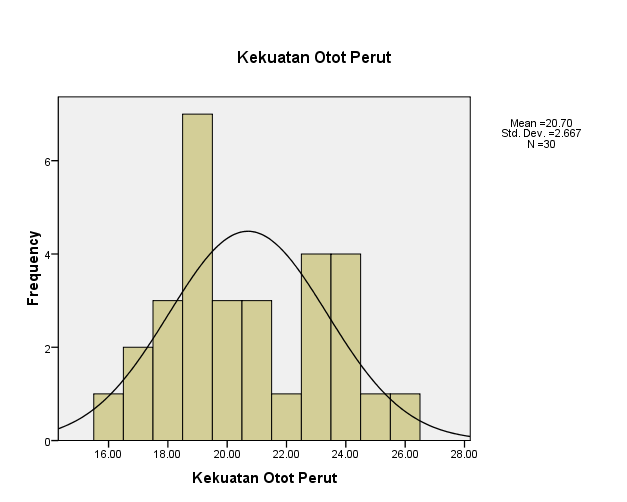 Kekuatan Otot Perut
Mean =20.70
Std. Dev. =2.667
N =30
Frequency
6
4
2
0
16.00 18.00 20.00 22.00 24.00 26.00 28.00
Kekuatan Otot Perut